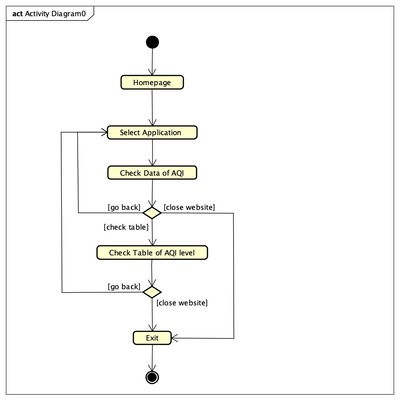 act Activity Diagram0
Homepage
Select Application
Check Data of AQI
[go back] [close website]
[check table]
Check Table of AQI level
[go back]
[close website]
Exit